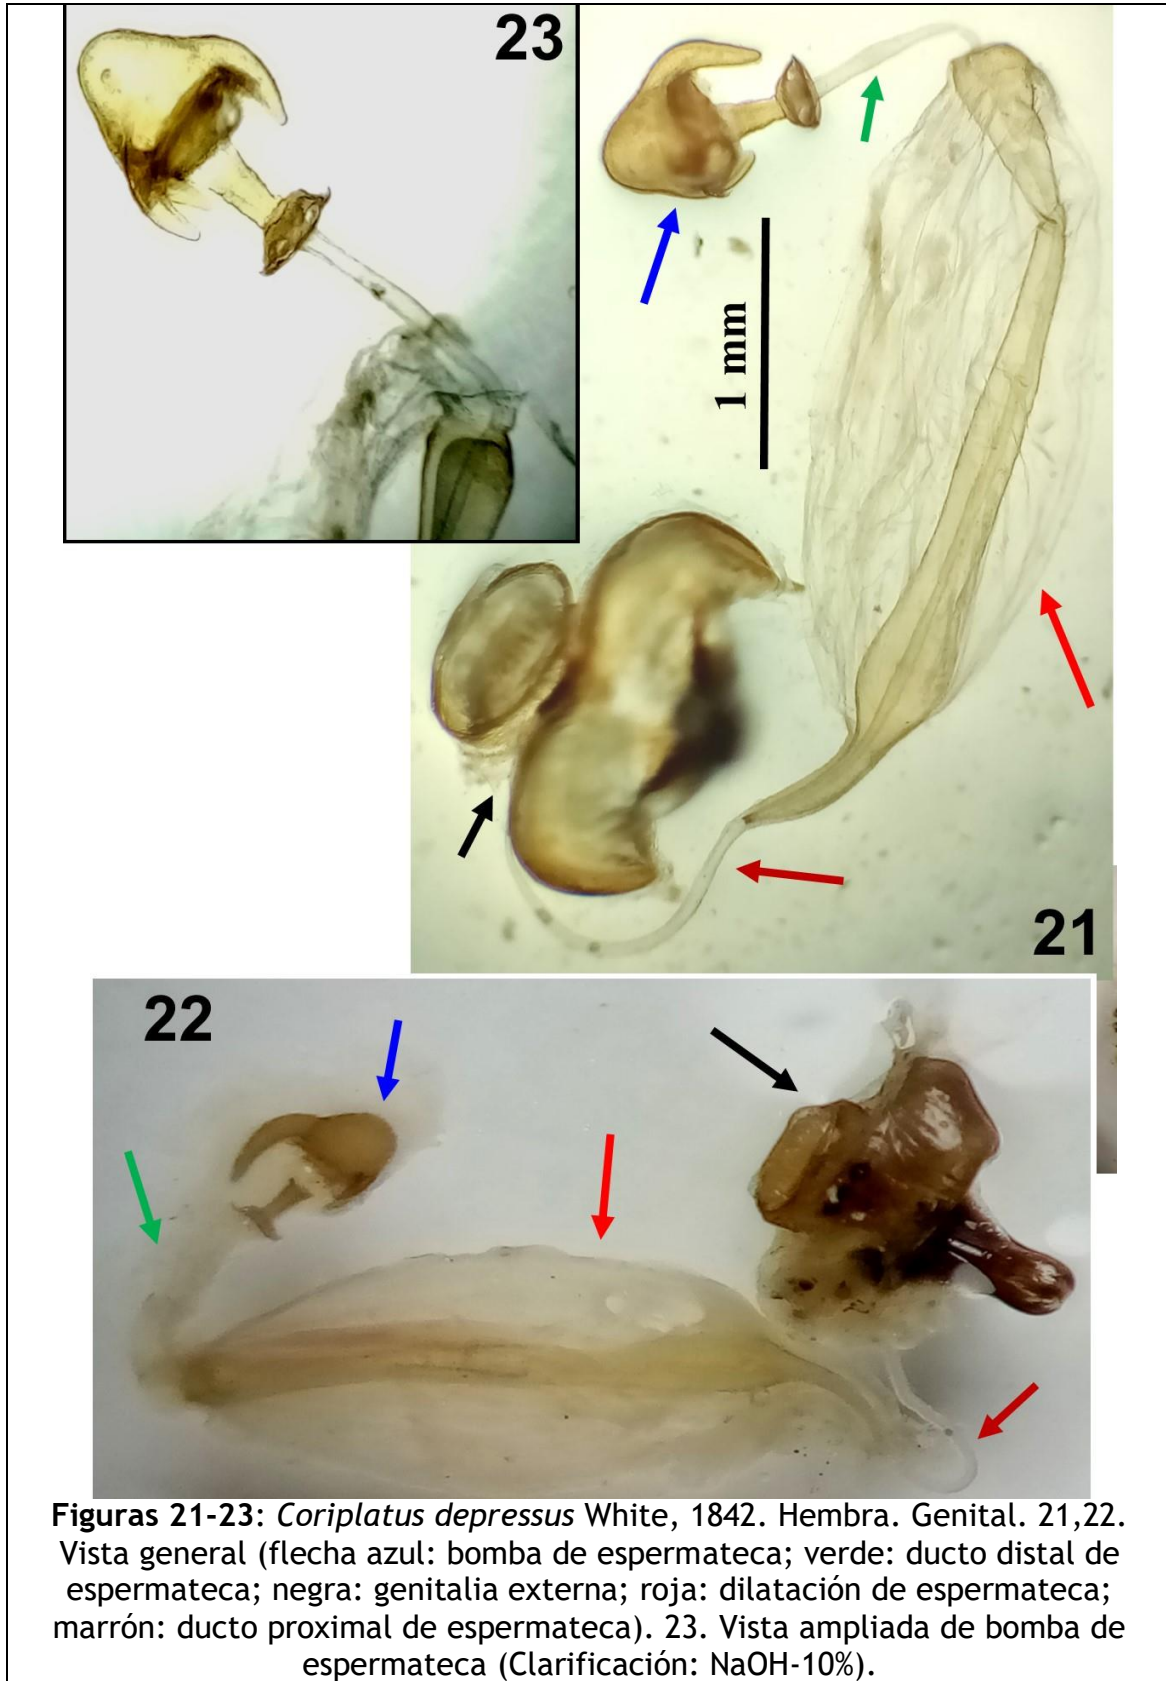 23
1 mm
21
22
Figuras 21-23: Coriplatus depressus White, 1842. Hembra. Genital. 21,22.
Vista general (flecha azul: bomba de espermateca; verde: ducto distal de
espermateca; negra: genitalia externa; roja: dilatación de espermateca;
marrón: ducto proximal de espermateca). 23. Vista ampliada de bomba de
espermateca (Clarificación: NaOH-10%).